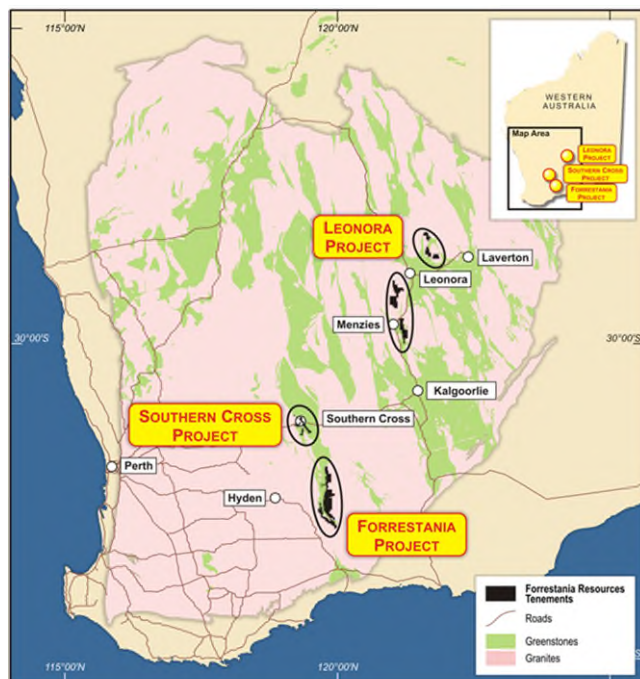 115°00'E
120°00'E
WESTERN
AUSTRALIA
Map Area
LEONORA
PROJECT
SOUTHERN CROSS
PROJECT
FORRESTANIA
PROJECT
LEONORA
PROJECT
Laverton
Leonora
Menzies
30°00'S
30°00'S
Kalgoorlie
SOUTHERN CROSS
PROJECT
Southern Cross
Perth
Hyden
FORRESTANIA
PROJECT
Forrestania Resources
Tenements
Roads
Greenstones
Granites
115°00'E
120°00'E